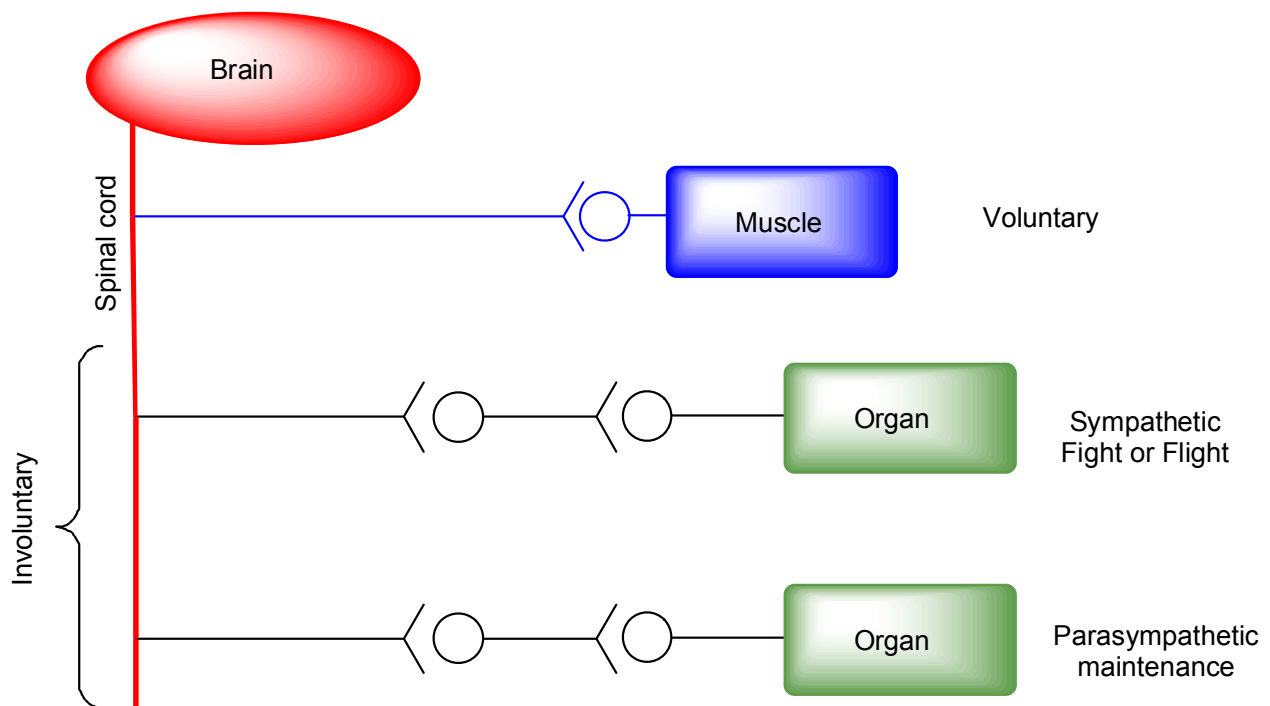 Brain
Spinal cord
Muscle
Voluntary
Involuntary
Organ
Sympathetic
Fight or Flight
Organ
Parasympathetic
maintenance